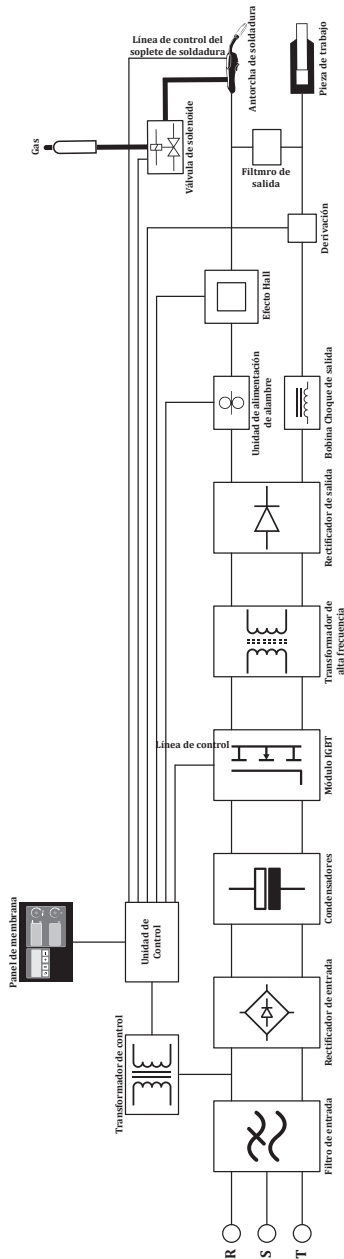 Línea de control del
soplete de soldadura
Antorcha de soldadura
Pieza de trabajo
Gas
Válvula de solenoide
Filtmro de
salida
Derivación
Efecto Hall
Unidad de alimentación
de alambre
Bobina Choque de salida
Rectificador de salida
Transformador de
alta frecuencia
Línea de control
Módulo IGBT
Panel de membrana
Unidad de
Control
Condensadores
Transformador de control
Rectificador de entrada
Filtro de entrada
R
S
T